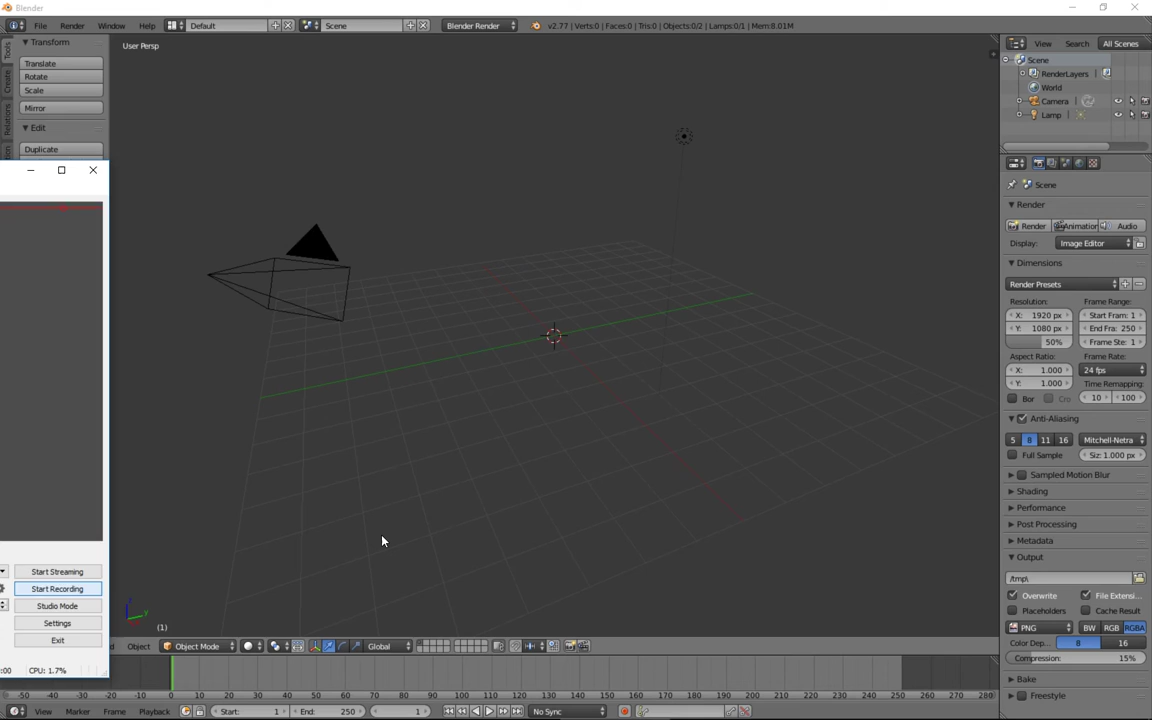 Blender
File Render Window Help Default Scene Blender Render v2.77 | Verts:0 | Faces:0 | Tris:0 | Objects:0/2 | Lamps:0/1 | Mem:8.01M
Transform
Translate
Rotate
Scale
Mirror
Edit
Duplicate
Tools
Create
Relations
User Persp
(1)
Start Streaming
Start Recording
Studio Mode
Settings
Exit
:00 CPU: 1.7%
View Search All Scenes
Scene
RenderLayers
World
Camera
Lamp
Scene
Render
Render Animation Audio
Display: Image Editor
Dimensions
Render Presets
Resolution: Frame Range:
X: 1920 px Start Fram: 1
Y: 1080 px End Fra: 250
50% Frame Ste: 1
Aspect Ratio: Frame Rate:
X: 1.000 24 fps
Y: 1.000 Time Remapping:
Bor Cro 10 100
Anti-Aliasing
5 8 11 16 Mitchell-Netra
Full Sample Siz: 1.000 px
Sampled Motion Blur
Shading
Performance
Post Processing
Metadata
Output
/tmp\
Overwrite File Extensi...
Placeholders Cache Result
PNG BW RGB RGBA
Color Dep... 8 16
Compression: 15%
Bake
Freestyle
Object Object Mode Global
-50 -40 -30 -20 -10 0 10 20 30 40 50 60 70 80 90 100 110 120 130 140 150 160 170 180 190 200 210 220 230 240 250 260 270 280
View Marker Frame Playback Start: 1 End: 250 1 No Sync